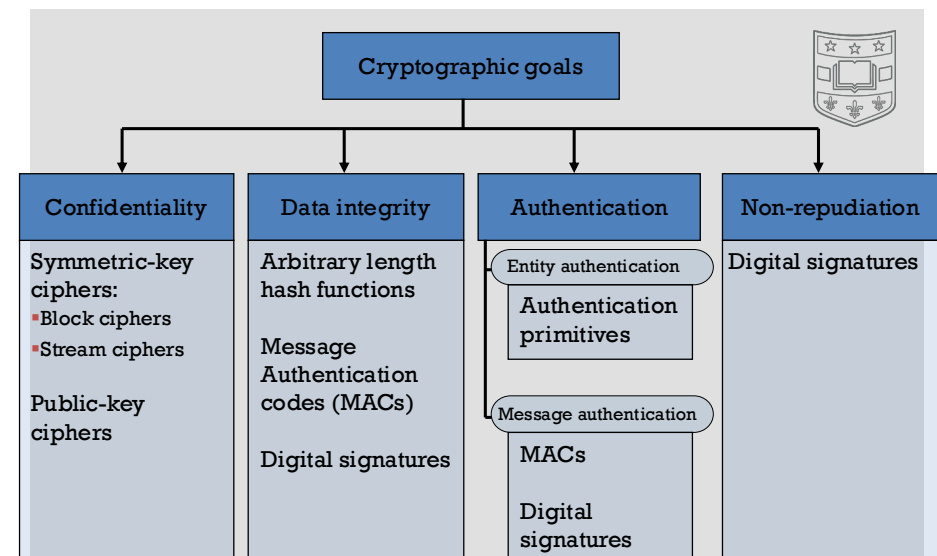 Cryptographic goals
Confidentiality
Data integrity
Authentication
Non-repudiation
Symmetric-key
ciphers:
▪Block ciphers
▪Stream ciphers
Public-key
ciphers
Arbitrary length
hash functions
Message
Authentication
codes (MACs)
Digital signatures
Entity authentication
Authentication
primitives
Message authentication
MACs
Digital
signatures
Digital signatures